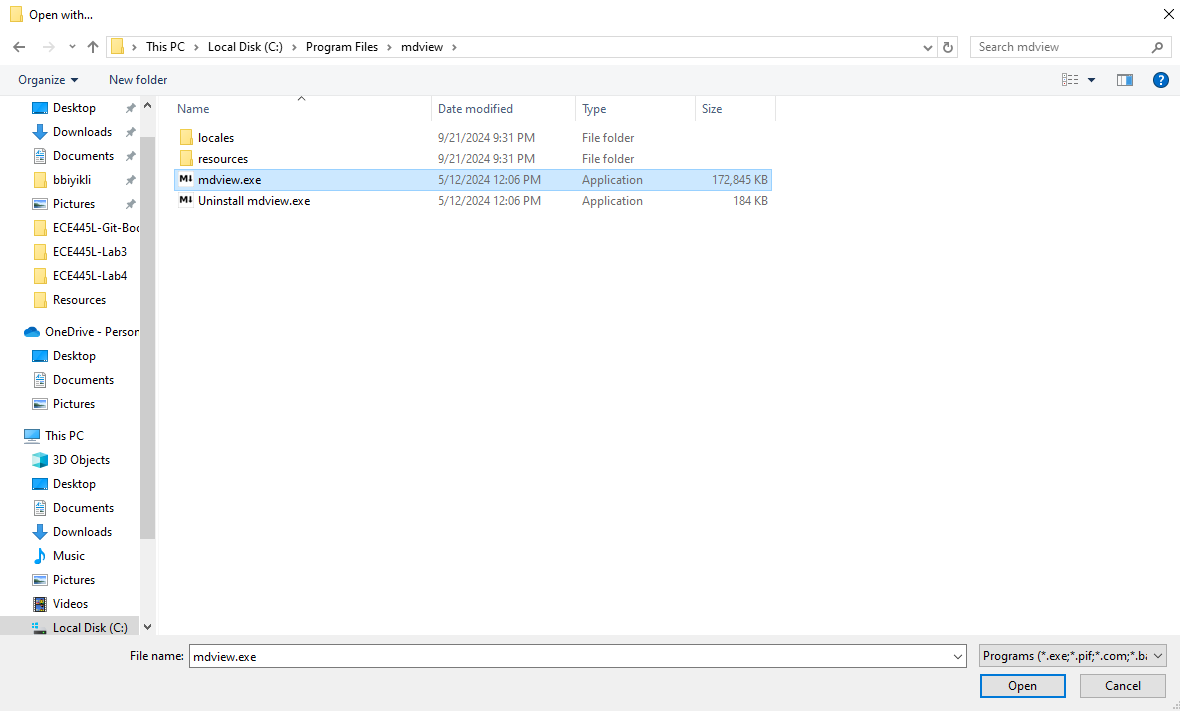 Open with...
This PC > Local Disk (C:) > Program Files > mdview >
Search mdview
Organize
New folder
Name
Date modified
Type
Size
Desktop
Downloads
Documents
bbiyikli
Pictures
ECE445L-Git-Boo
ECE445L-Lab3
ECE445L-Lab4
Resources
OneDrive - Person
Desktop
Documents
Pictures
This PC
3D Objects
Desktop
Documents
Downloads
Music
Pictures
Videos
Local Disk (C:)
locales 9/21/2024 9:31 PM File folder
resources 9/21/2024 9:31 PM File folder
M↓ mdview.exe 5/12/2024 12:06 PM Application 172,845 KB
M↓ Uninstall mdview.exe 5/12/2024 12:06 PM Application 184 KB
File name: mdview.exe
Programs (*.exe;*.pif;*.com;*.ba
Open
Cancel